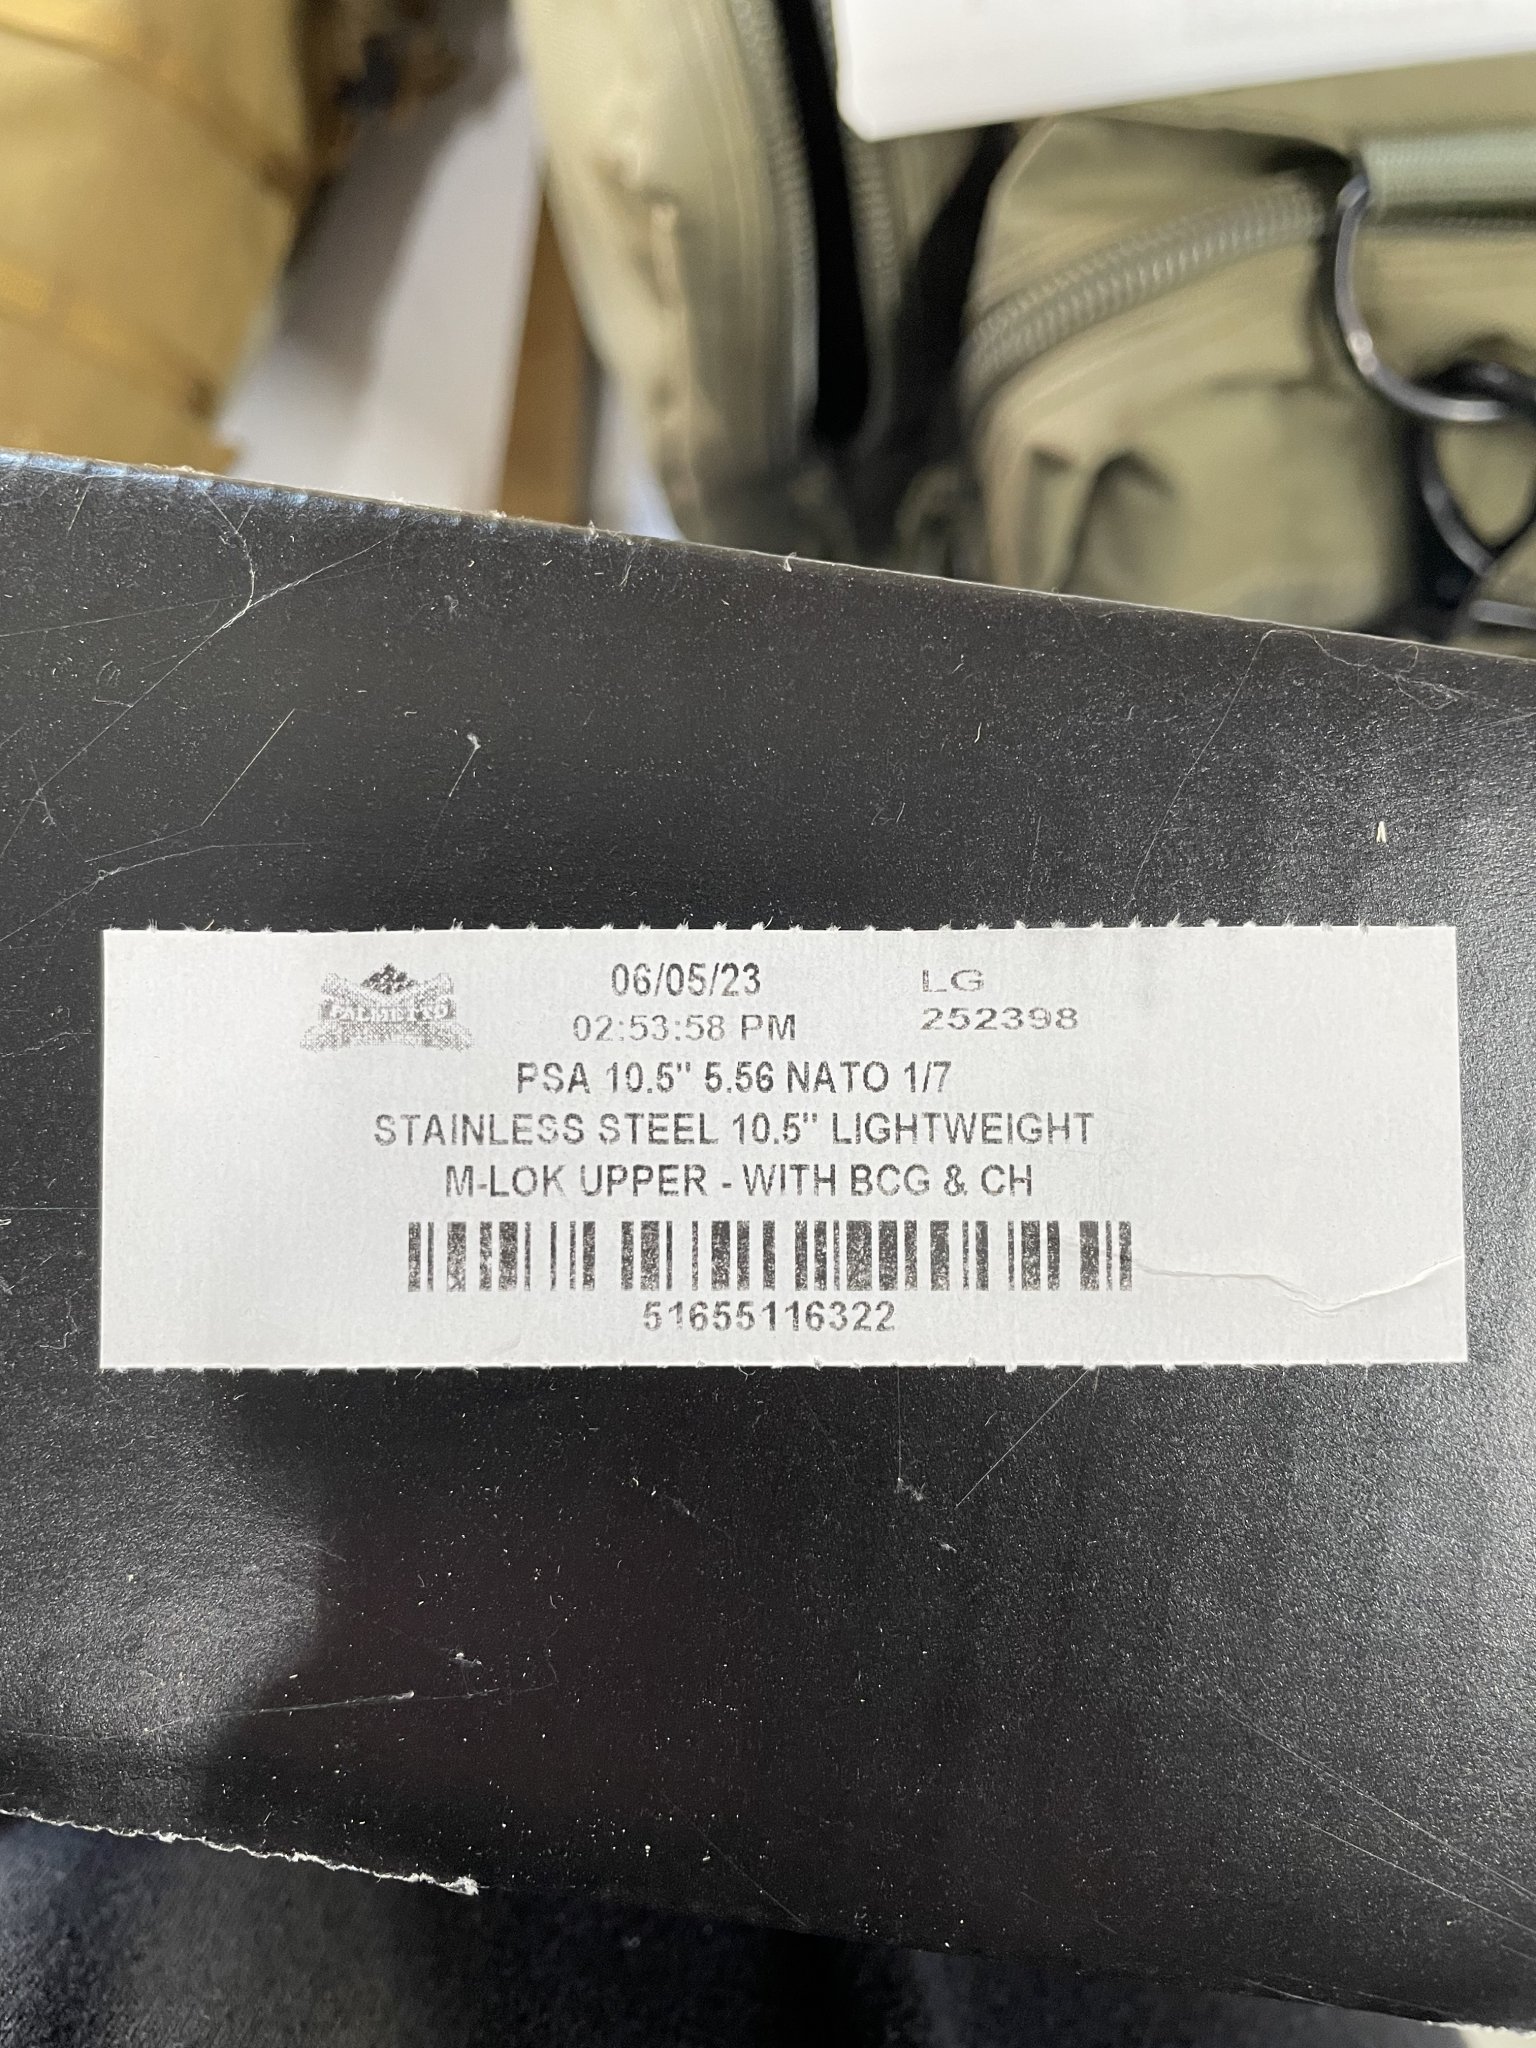 06/05/23
LG
02:53:58 PM
252398
PSA 10.5" 5.56 NATO 1/7
STAINLESS STEEL 10.5" LIGHTWEIGHT
M-LOK UPPER - WITH BCG & CH
51655116322